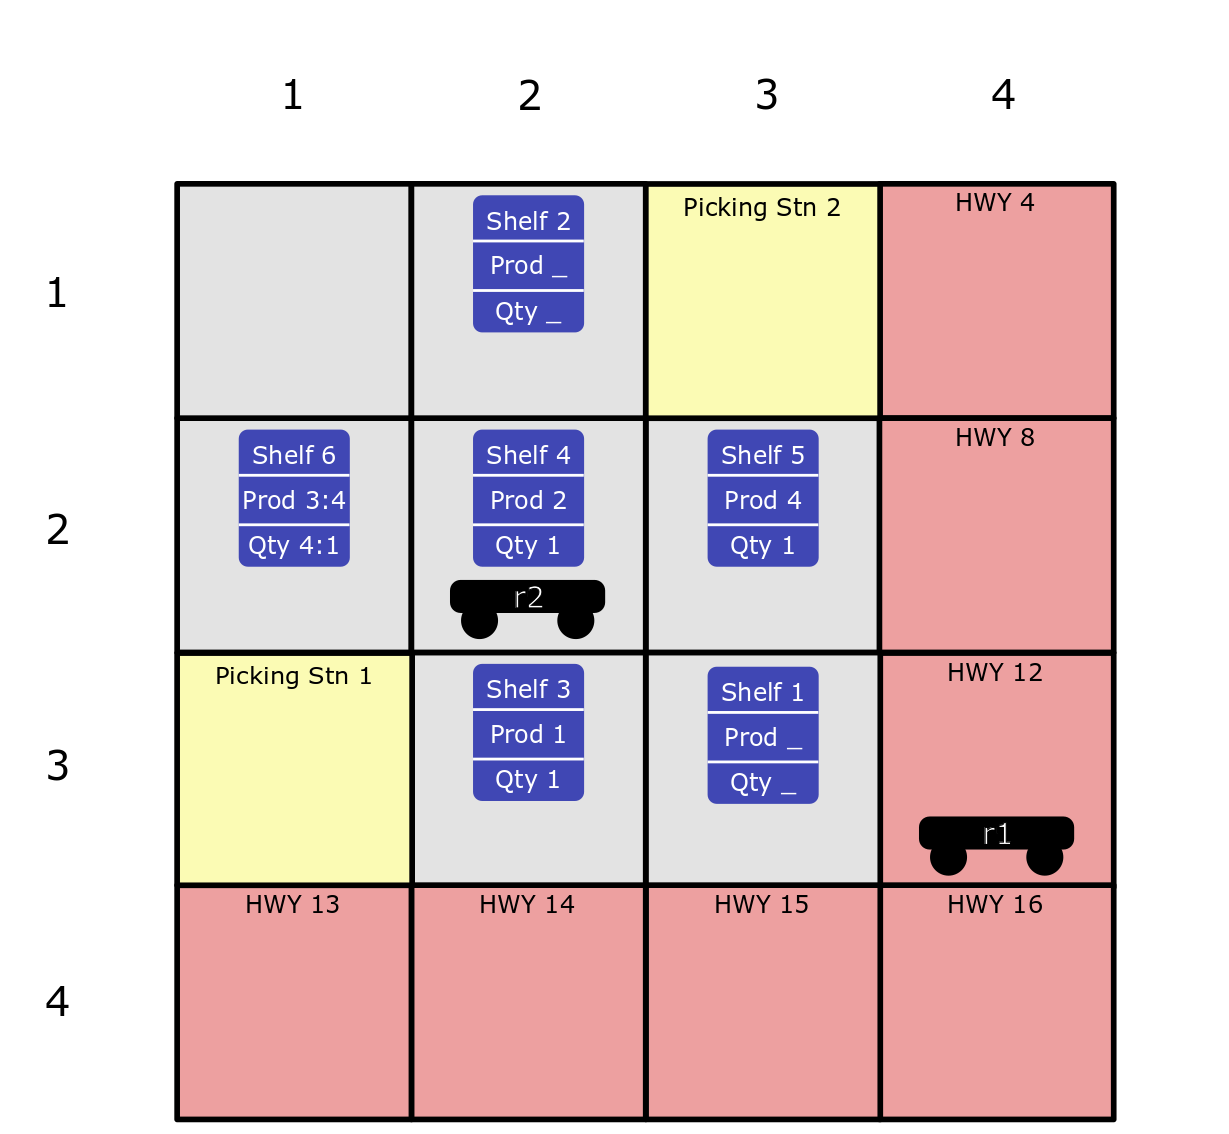 1 2 3 4
1
Shelf 2
Prod _
Qty _
Picking Stn 2
HWY 4
2
Shelf 6
Prod 3:4
Qty 4:1
Shelf 4
Prod 2
Qty 1
r2
Shelf 5
Prod 4
Qty 1
HWY 8
3
Picking Stn 1
Shelf 3
Prod 1
Qty 1
Shelf 1
Prod _
Qty _
HWY 12
r1
4
HWY 13
HWY 14
HWY 15
HWY 16